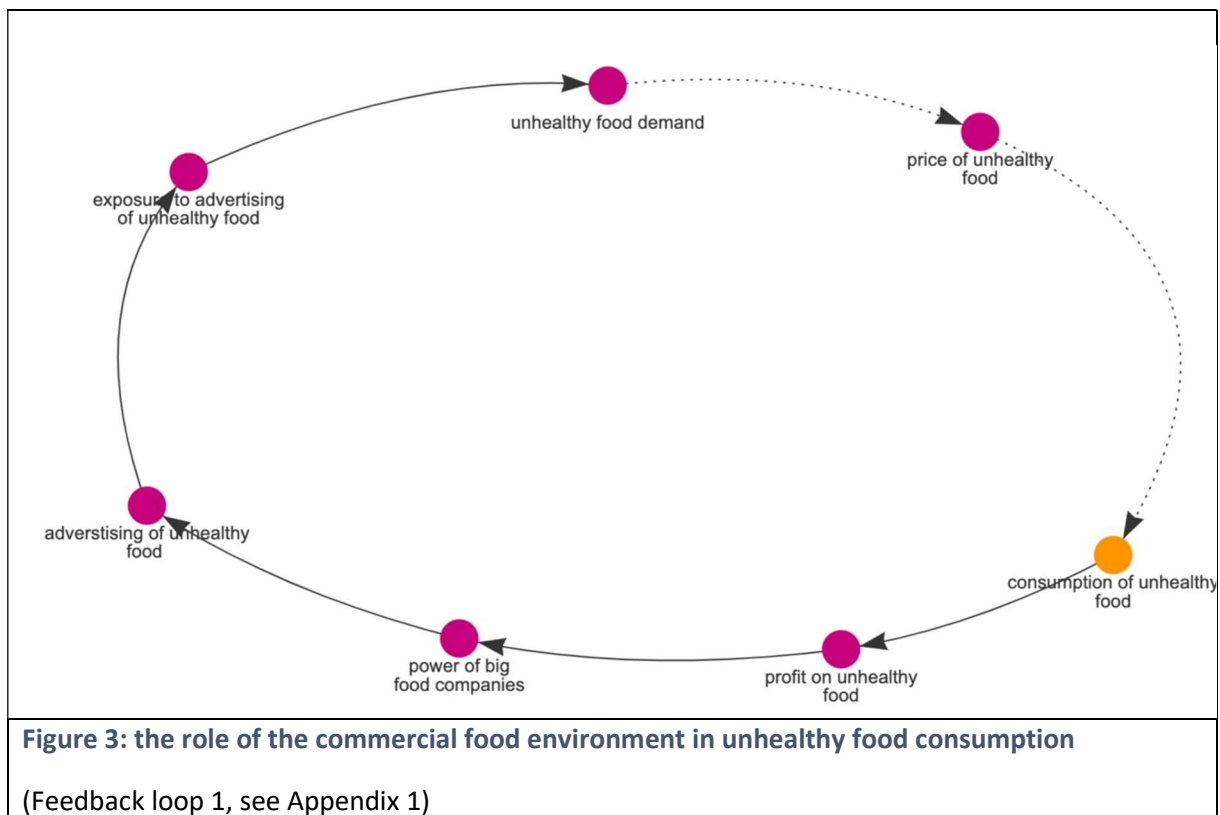 unhealthy food demand
price of unhealthy
food
exposure to advertising
of unhealthy food
adverstising of unhealthy
food
consumption of unhealthy
food
power of big
food companies
profit on unhealthy
food
Figure 3: the role of the commercial food environment in unhealthy food consumption
(Feedback loop 1, see Appendix 1)